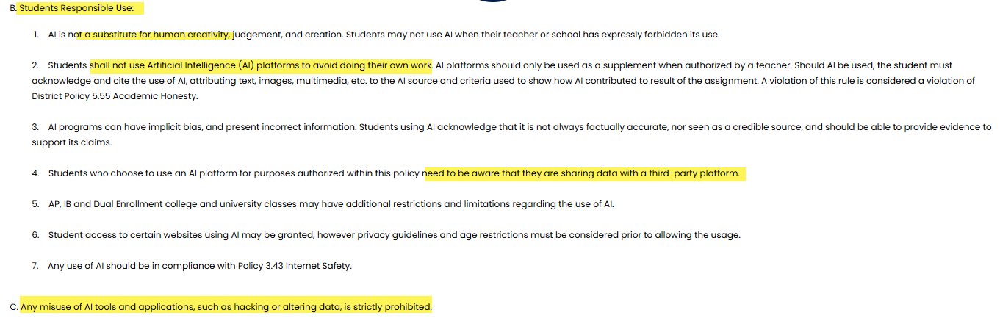 B. Students Responsible Use:
1. AI is not a substitute for human creativity, judgement, and creation. Students may not use AI when their teacher or school has expressly forbidden its use.
2. Students shall not use Artificial Intelligence (AI) platforms to avoid doing their own work. AI platforms should only be used as a supplement when authorized by a teacher. Should AI be used, the student must
acknowledge and cite the use of AI, attributing text, images, multimedia, etc. to the AI source and criteria used to show how AI contributed to result of the assignment. A violation of this rule is considered a violation of
District Policy 5.55 Academic Honesty.
3. AI programs can have implicit bias, and present incorrect information. Students using AI acknowledge that it is not always factually accurate, nor seen as a credible source, and should be able to provide evidence to
support its claims.
4. Students who choose to use an AI platform for purposes authorized within this policy need to be aware that they are sharing data with a third-party platform.
5. AP, IB and Dual Enrollment college and university classes may have additional restrictions and limitations regarding the use of AI.
6. Student access to certain websites using AI may be granted, however privacy guidelines and age restrictions must be considered prior to allowing the usage.
7. Any use of AI should be in compliance with Policy 3.43 Internet Safety.
C. Any misuse of AI tools and applications, such as hacking or altering data, is strictly prohibited.